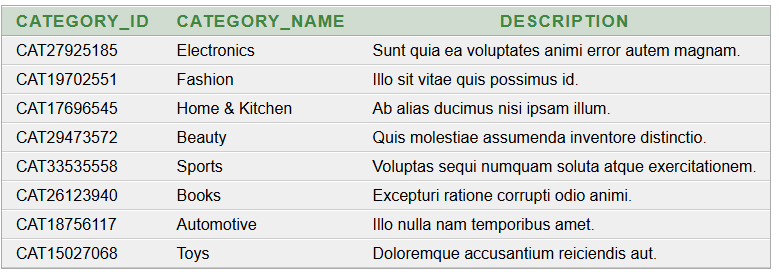 CATEGORY_ID CATEGORY_NAME DESCRIPTION
CAT27925185 Electronics Sunt quia ea voluptates animi error autem magnam.
CAT19702551 Fashion Illo sit vitae quis possimus id.
CAT17696545 Home & Kitchen Ab alias ducimus nisi ipsam illum.
CAT29473572 Beauty Quis molestiae assumenda inventore distinctio.
CAT33535558 Sports Voluptas sequi numquam soluta atque exercitationem.
CAT26123940 Books Excepturi ratione corrupti odio animi.
CAT18756117 Automotive Illo nulla nam temporibus amet.
CAT15027068 Toys Doloremque accusantium reiciendis aut.